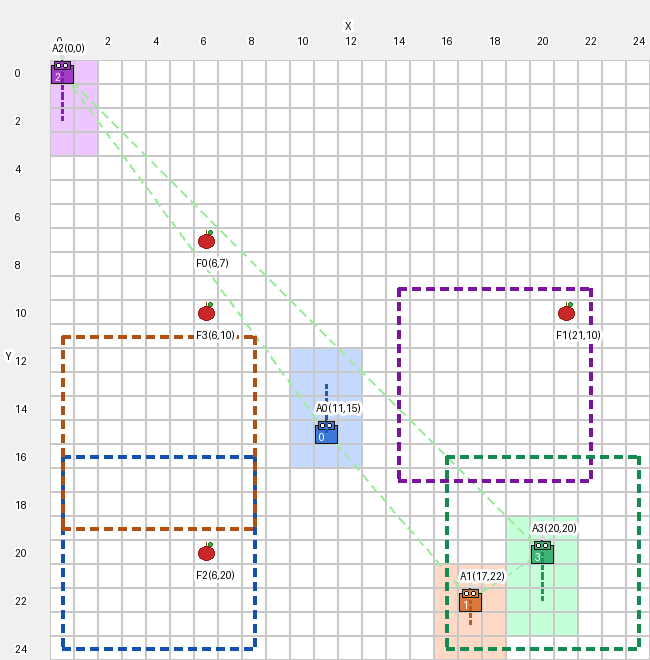 X
0 2 4 6 8 10 12 14 16 18 20 22 24
A2(0,0)
0
2
2
4
6
F0(6,7)
8
10
F3(6,10)
F1(21,10)
Y
12
14
A0(11,15)
0
16
18
A3(20,20)
20
3
F2(6,20)
A1(17,22)
22
1
24